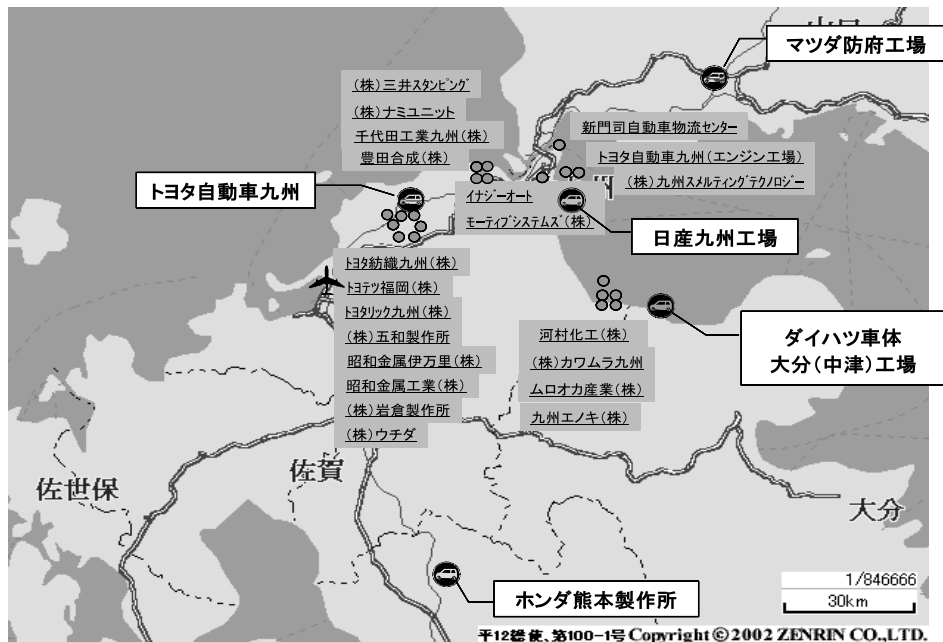 マツダ防府工場
(株)三井スタンピング
(株)ナミユニット
千代田工業九州(株)
豊田合成(株)
新門司自動車物流センター
トヨタ自動車九州(エンジン工場)
(株)九州スメルティングテクノロジー
トヨタ自動車九州
イナジーオート
モーティブシステムズ(株)
日産九州工場
トヨタ紡織九州(株)
トヨテツ福岡(株)
トヨタリック九州(株)
(株)五和製作所
昭和金属伊万里(株)
昭和金属工業(株)
(株)岩倉製作所
(株)ウチダ
河村化工(株)
(株)カワムラ九州
ムロオカ産業(株)
九州エノキ(株)
ダイハツ車体
大分(中津)工場
佐賀
佐世保
大分
ホンダ熊本製作所
1/846666
30km
平12総使、第100-1号 Copyright © 2002 ZENRIN CO.,LTD.